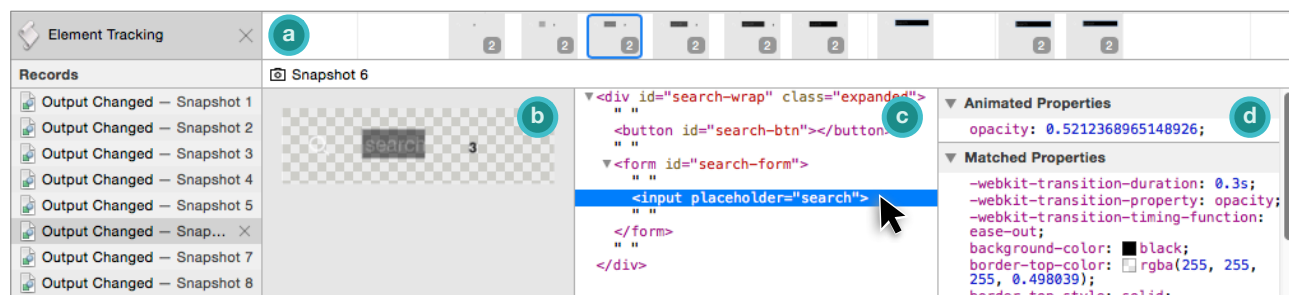 Element Tracking
a
2
2
2
2
2
2
2
2
Records
Snapshot 6
Output Changed — Snapshot 1
Output Changed — Snapshot 2
Output Changed — Snapshot 3
Output Changed — Snapshot 4
Output Changed — Snapshot 5
Output Changed — Snap...
Output Changed — Snapshot 7
Output Changed — Snapshot 8
b
search
3
c
<div id="search-wrap" class="expanded">
" "
<button id="search-btn"></button>
" "
<form id="search-form">
" "
<input placeholder="search">
" "
</form>
" "
</div>
d
Animated Properties
opacity: 0.5212368965148926;
Matched Properties
-webkit-transition-duration: 0.3s;
-webkit-transition-property: opacity;
-webkit-transition-timing-function:
ease-out;
background-color: black;
border-top-color: rgba(255, 255,
255, 0.498039);
border-top-style: solid;